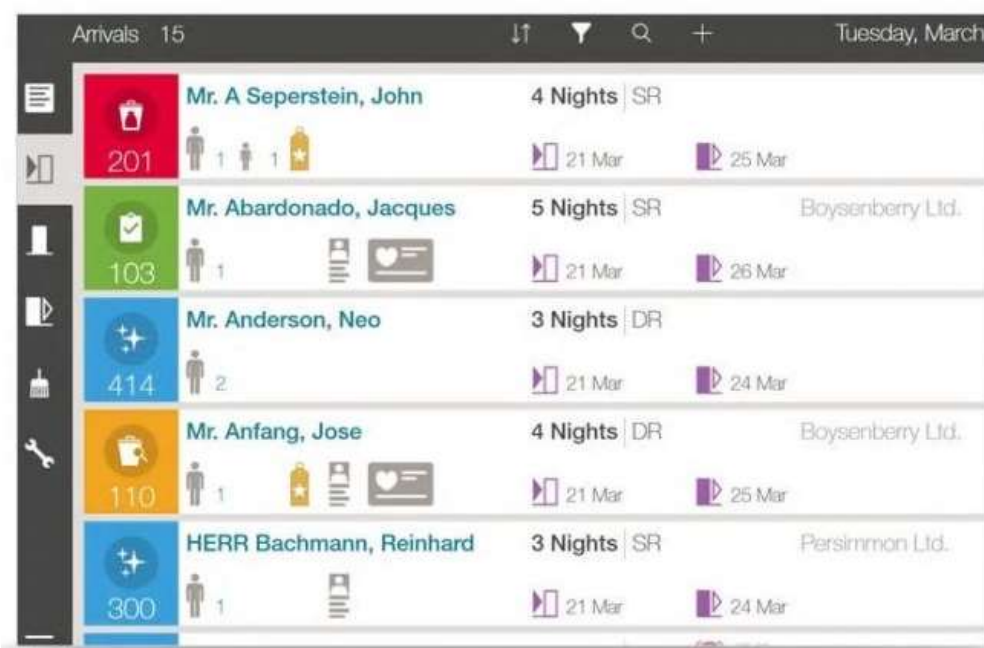 Arrivals 15 Tuesday, March
Mr. A Seperstein, John 4 Nights SR
201 1 1 21 Mar 25 Mar
Mr. Abardonado, Jacques 5 Nights SR Boysenberry Ltd.
103 1 21 Mar 26 Mar
Mr. Anderson, Neo 3 Nights DR
414 2 21 Mar 24 Mar
Mr. Anfang, Jose 4 Nights DR Boysenberry Ltd.
110 1 21 Mar 25 Mar
HERR Bachmann, Reinhard 3 Nights SR Persimmon Ltd.
300 1 21 Mar 24 Mar